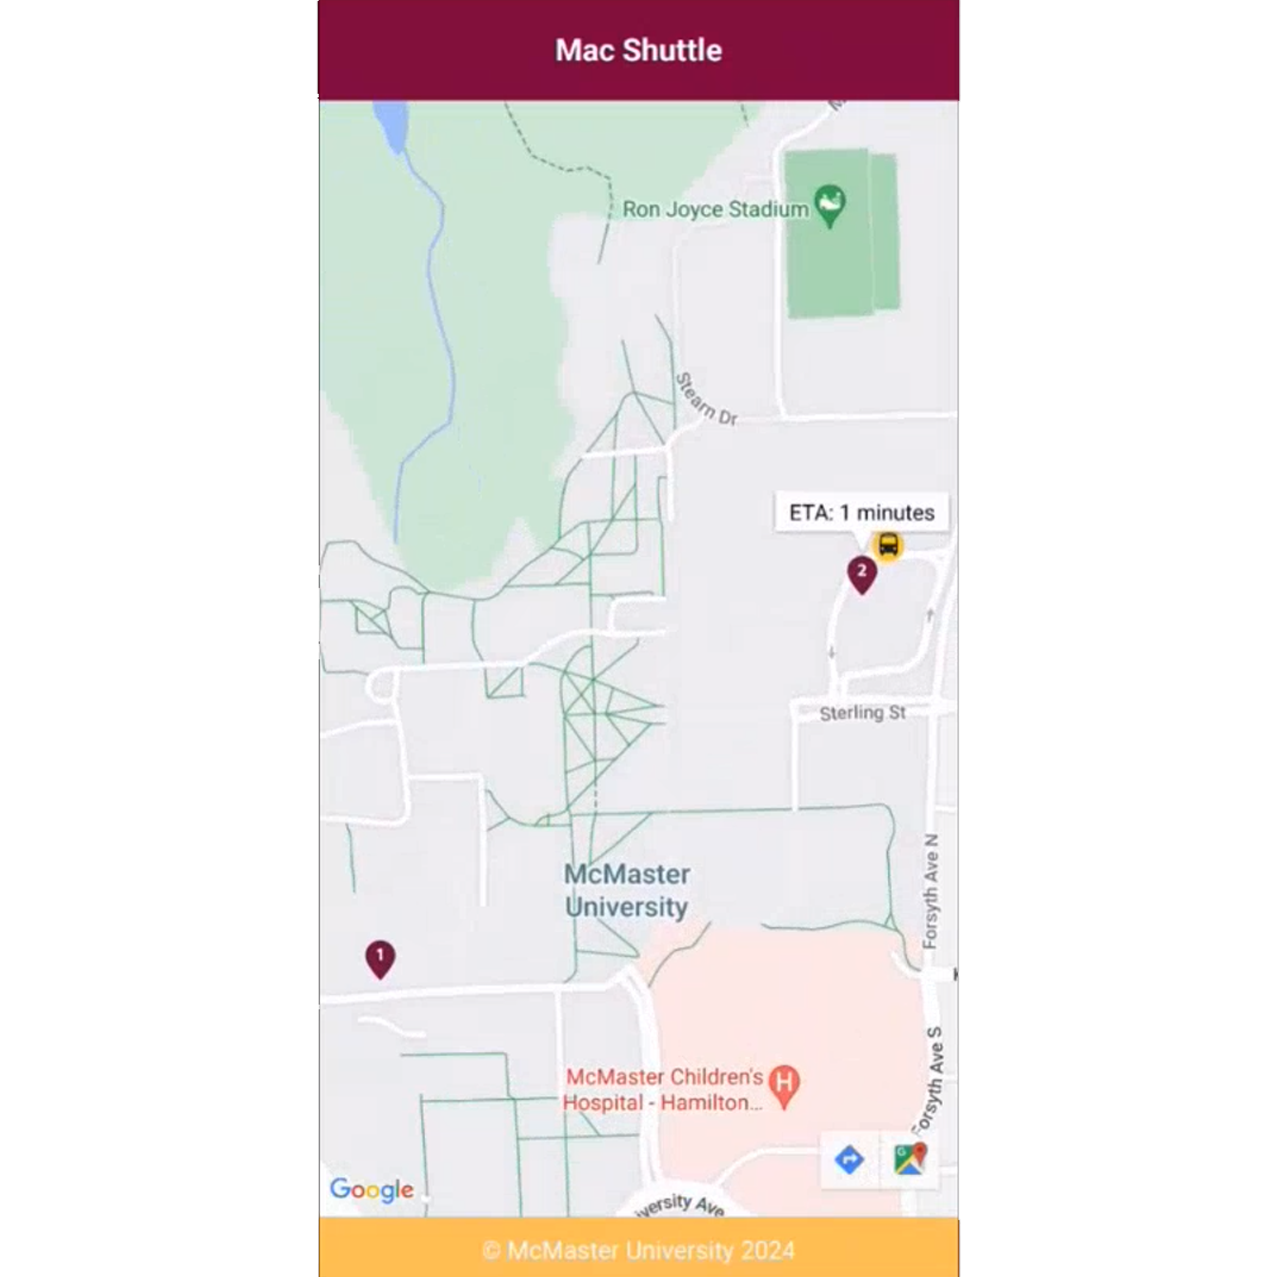 Mac Shuttle
Ron Joyce Stadium
Stearn Dr
ETA: 1 minutes
2
Sterling St
McMaster
University
Forsyth Ave N
1
Forsyth Ave S
McMaster Children's
Hospital - Hamilton...
H
G
Google
versity Ave
© McMaster University 2024